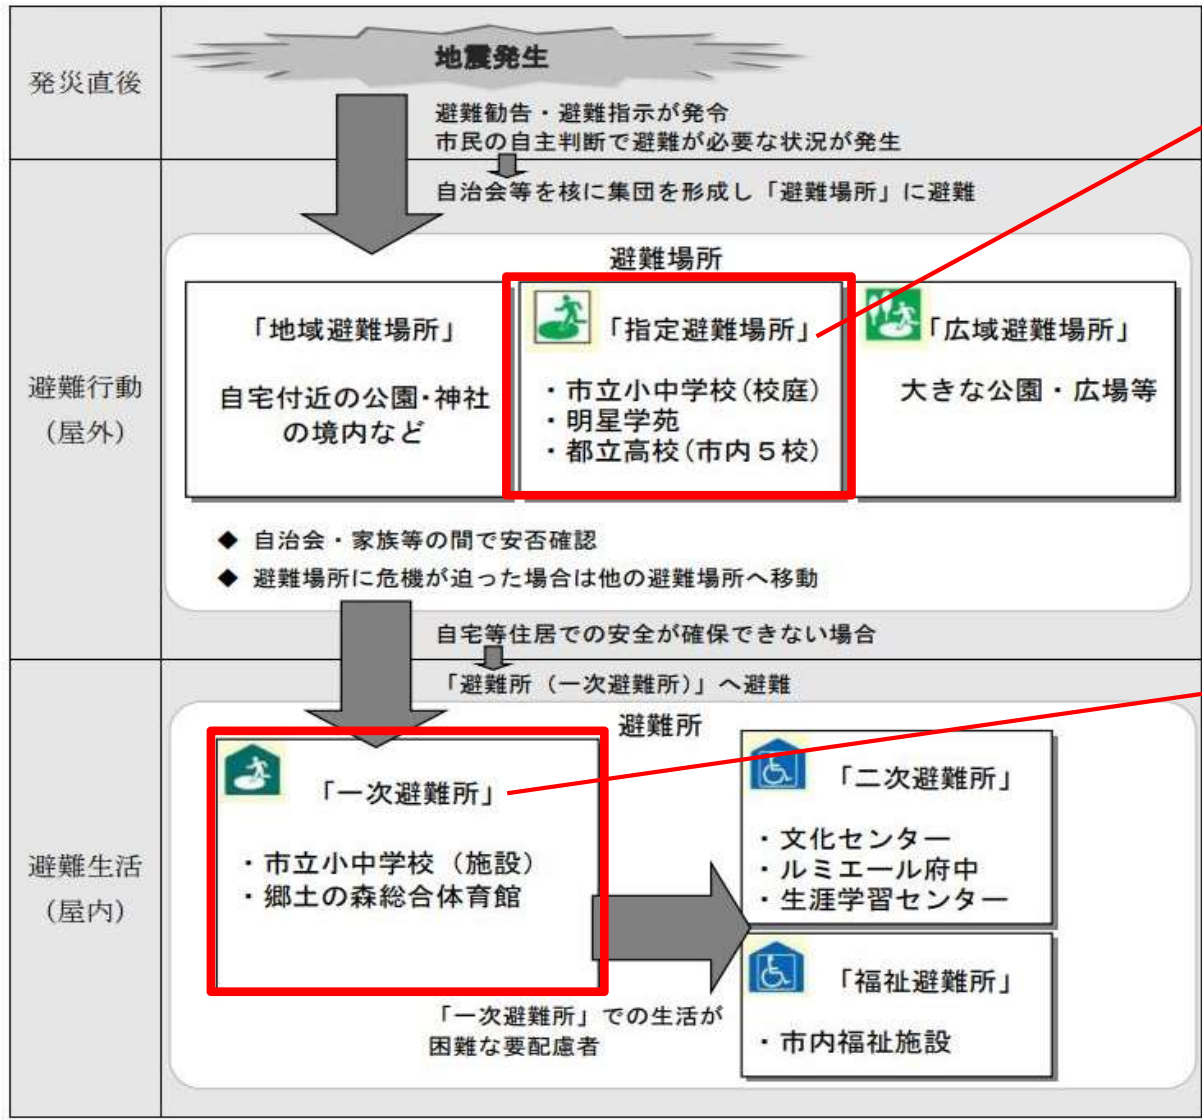 発災直後
地震発生
避難勧告・避難指示が発令
市民の自主判断で避難が必要な状況が発生
避難行動
(屋外)
自治会等を核に集団を形成し「避難場所」に避難
避難場所
「地域避難場所」
自宅付近の公園・神社
の境内など
「指定避難場所」
・市立小中学校(校庭)
・明星学苑
・都立高校(市内5校)
「広域避難場所」
大きな公園・広場等
◆ 自治会・家族等の間で安否確認
◆ 避難場所に危機が迫った場合は他の避難場所へ移動
自宅等住居での安全が確保できない場合
避難生活
(屋内)
「避難所(一次避難所)」へ避難
避難所
「一次避難所」
・市立小中学校(施設)
・郷土の森総合体育館
「一次避難所」での生活が
困難な要配慮者
「二次避難所」
・文化センター
・ルミエール府中
・生涯学習センター
「福祉避難所」
・市内福祉施設